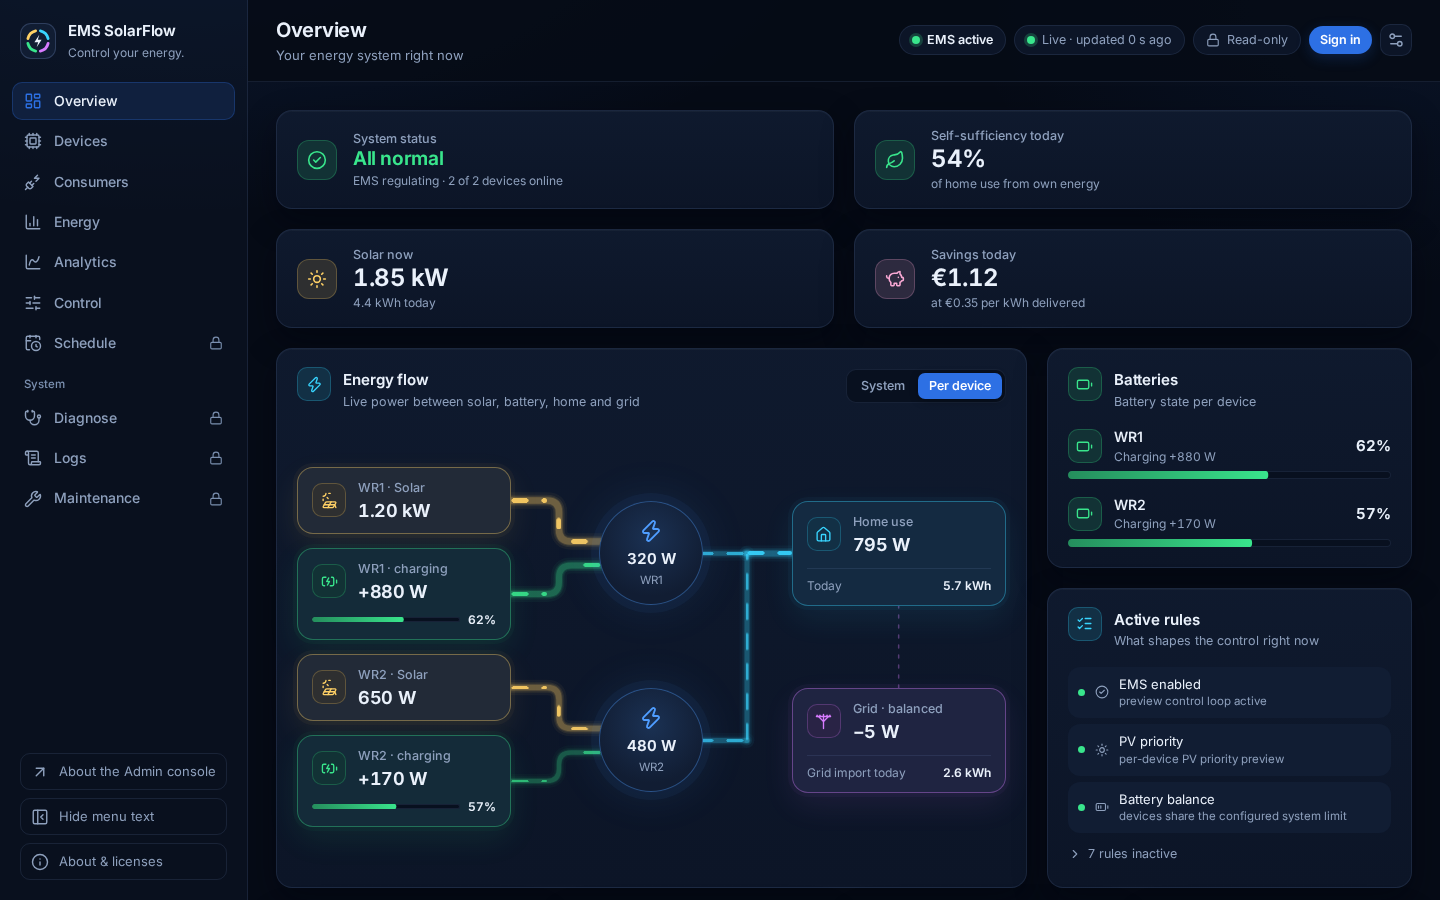 EMS SolarFlow
Control your energy.
Overview
Devices
Consumers
Energy
Analytics
Control
Schedule
System
Diagnose
Logs
Maintenance
About the Admin console
Hide menu text
About & licenses
Overview
Your energy system right now
EMS active
Live · updated 0 s ago
Read-only
Sign in
System status
All normal
EMS regulating · 2 of 2 devices online
Self-sufficiency today
54%
of home use from own energy
Solar now
1.85 kW
4.4 kWh today
Savings today
€1.12
at €0.35 per kWh delivered
Energy flow
Live power between solar, battery, home and grid
System
Per device
WR1 · Solar
1.20 kW
WR1 · charging
+880 W
62%
WR2 · Solar
650 W
WR2 · charging
+170 W
57%
320 W
WR1
480 W
WR2
Home use
795 W
Today 5.7 kWh
Grid · balanced
−5 W
Grid import today 2.6 kWh
Batteries
Battery state per device
WR1
Charging +880 W
62%
WR2
Charging +170 W
57%
Active rules
What shapes the control right now
EMS enabled
preview control loop active
PV priority
per-device PV priority preview
Battery balance
devices share the configured system limit
7 rules inactive